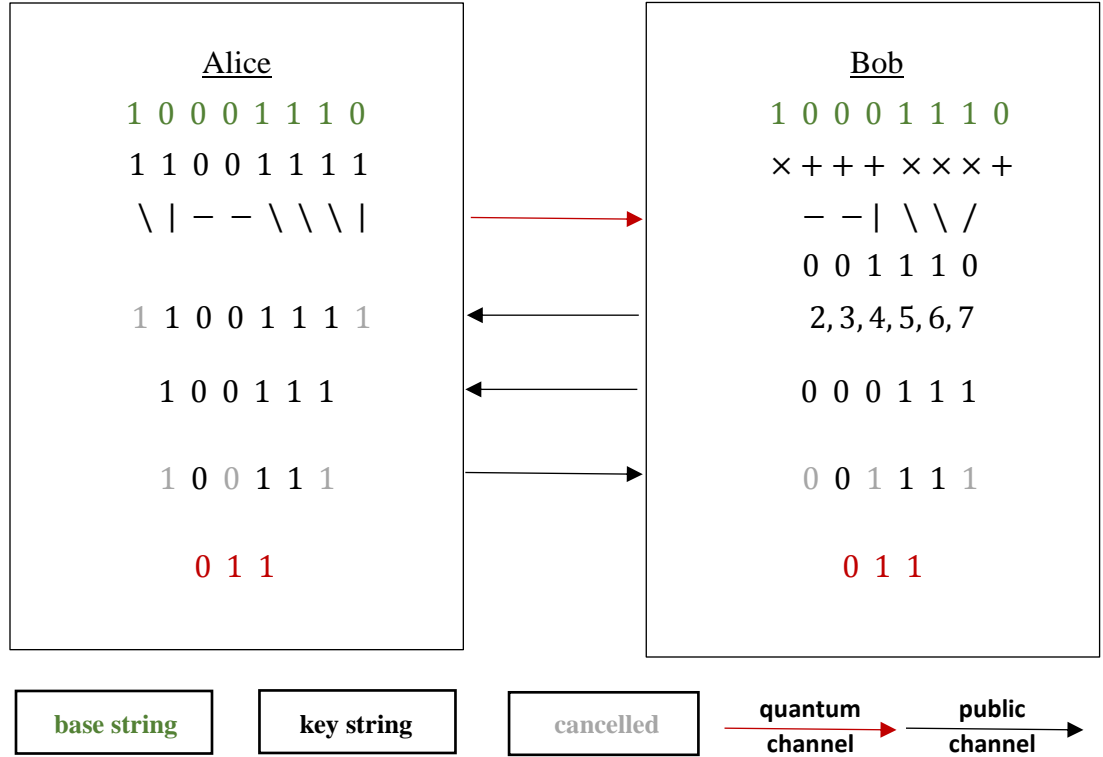 Alice
1 0 0 0 1 1 1 0
1 1 0 0 1 1 1 1
\ | − − \ \ \ |
1 1 0 0 1 1 1 1
1 0 0 1 1 1
1 0 0 1 1 1
0 1 1
Bob
1 0 0 0 1 1 1 0
× + + + × × × +
− − | \ \ /
0 0 1 1 1 0
2, 3, 4, 5, 6, 7
0 0 0 1 1 1
0 0 1 1 1 1
0 1 1
base string
key string
cancelled
quantum
channel
public
channel